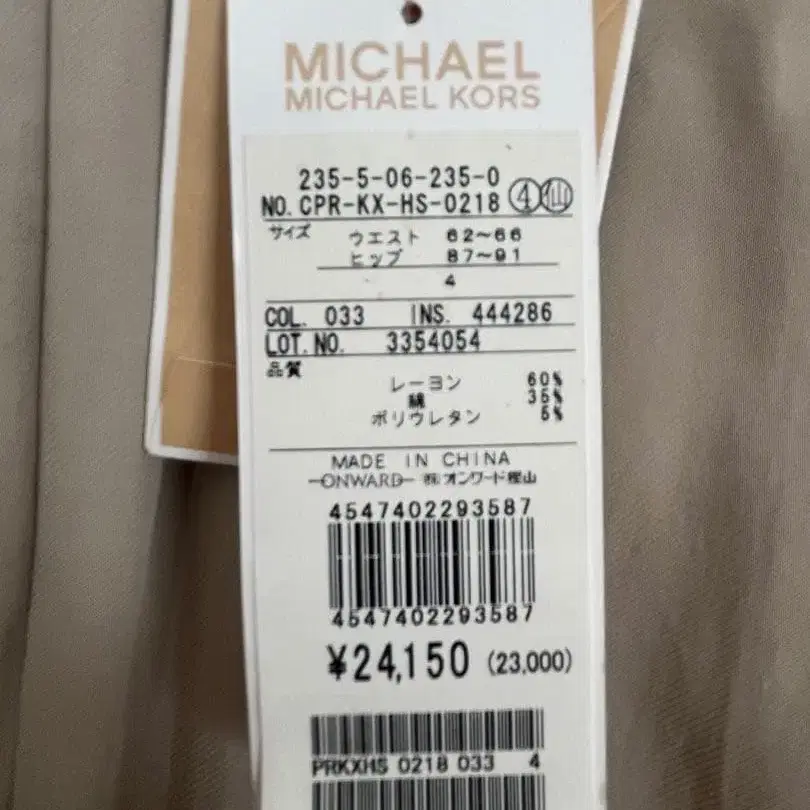 MICHAEL
MICHAEL KORS
235-5-06-235-0
NO. CPR-KX-HS-0218 ④ ㊝仙
サイズ ウエスト 62〜66
ヒップ 87〜91
4
COL. 033 INS. 444286
LOT. NO. 3354054
品質
レーヨン 60%
綿 35%
ポリウレタン 5%
MADE IN CHINA
-ONWARD- ㈱オンワード樫山
4547402293587
4547402293587
¥24,150 (23,000)
PRKXHS 0218 033 4